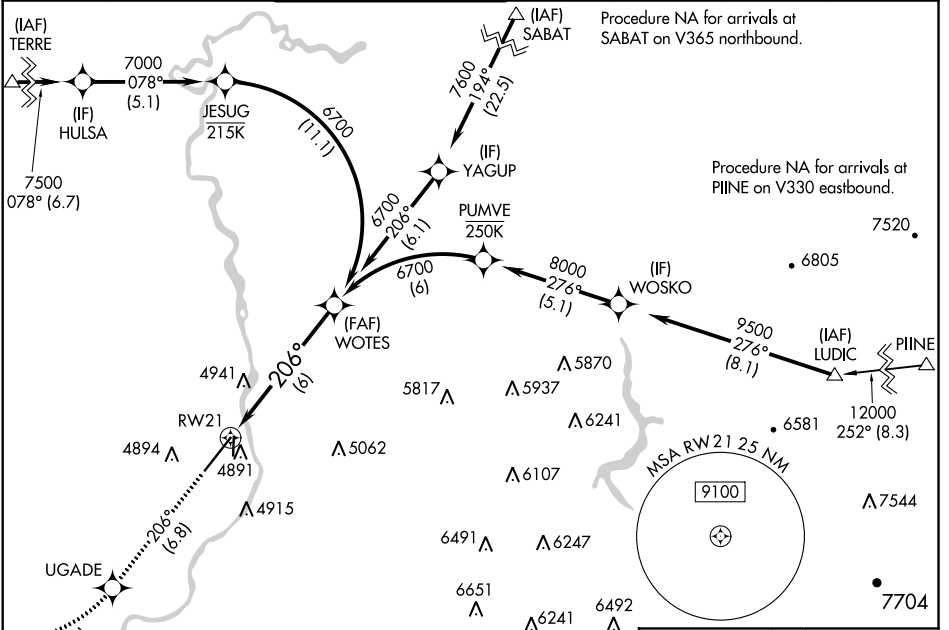 (IAF)
TERRE
7000
078°
(5.1)
(IF)
HULSA
JESUG
215K
7500
078° (6.7)
6700
(11.1)
(IAF)
SABAT
Procedure NA for arrivals at
SABAT on V365 northbound.
7600
194°
(22.5)
(IF)
YAGUP
6700
206°
(6.1)
Procedure NA for arrivals at
PIINE on V330 eastbound.
PUMVE
250K
6700
(6)
8000
276°
(5.1)
(IF)
WOSKO
7520
6805
9500
276°
(8.1)
(IAF)
LUDIC
PIINE
12000
252° (8.3)
(FAF)
WOTES
206°
(6)
4941
RW21
4894
4891
4915
5062
5817
5870
5937
6241
6107
6581
MSA RW21 25 NM
9100
7544
7704
206°
(6.8)
UGADE
6491
6247
6651
6241
6492